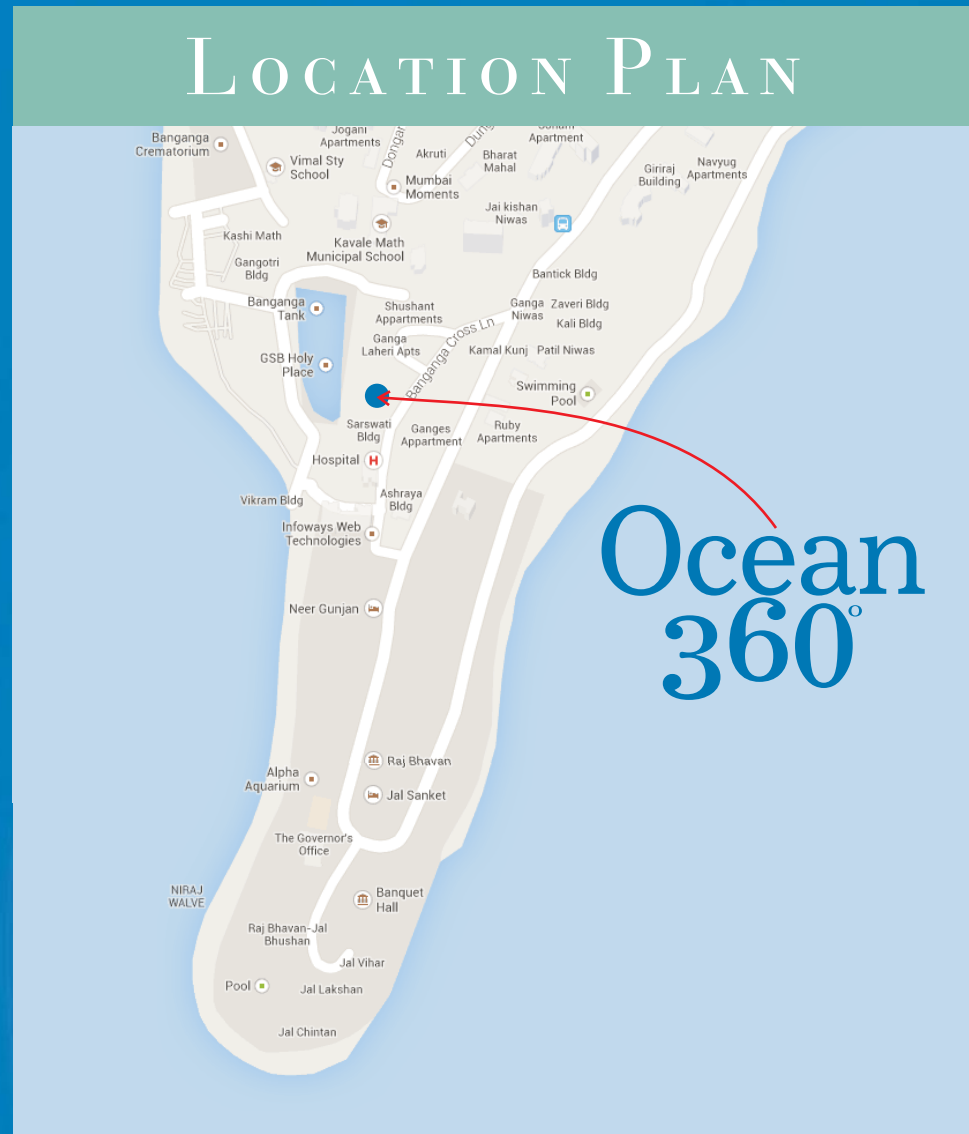 LOCATION PLAN
Jogani
Apartments
Dongar
Akruti
Bharat
Mahal
Apartment
Banganga
Crematorium
Vimal Sty
School
Mumbai
Moments
Giriraj
Building
Navyug
Apartments
Jai kishan
Niwas
Kashi Math
Kavale Math
Municipal School
Gangotri
Bldg
Bantick Bldg
Banganga
Tank
Shushant
Appartments
Ganga
Niwas
Zaveri Bldg
Kali Bldg
Ganga
Laheri Apts
Banganga Cross Ln
Kamal Kunj
Patil Niwas
GSB Holy
Place
Swimming
Pool
Sarswati
Bldg
Ganges
Appartment
Ruby
Apartments
Hospital
H
Vikram Bldg
Ashraya
Bldg
Infoways Web
Technologies
Ocean
360°
Neer Gunjan
Raj Bhavan
Alpha
Aquarium
Jal Sanket
The Governor's
Office
NIRAJ
WALVE
Banquet
Hall
Raj Bhavan-Jal
Bhushan
Jal Vihar
Pool
Jal Lakshan
Jal Chintan